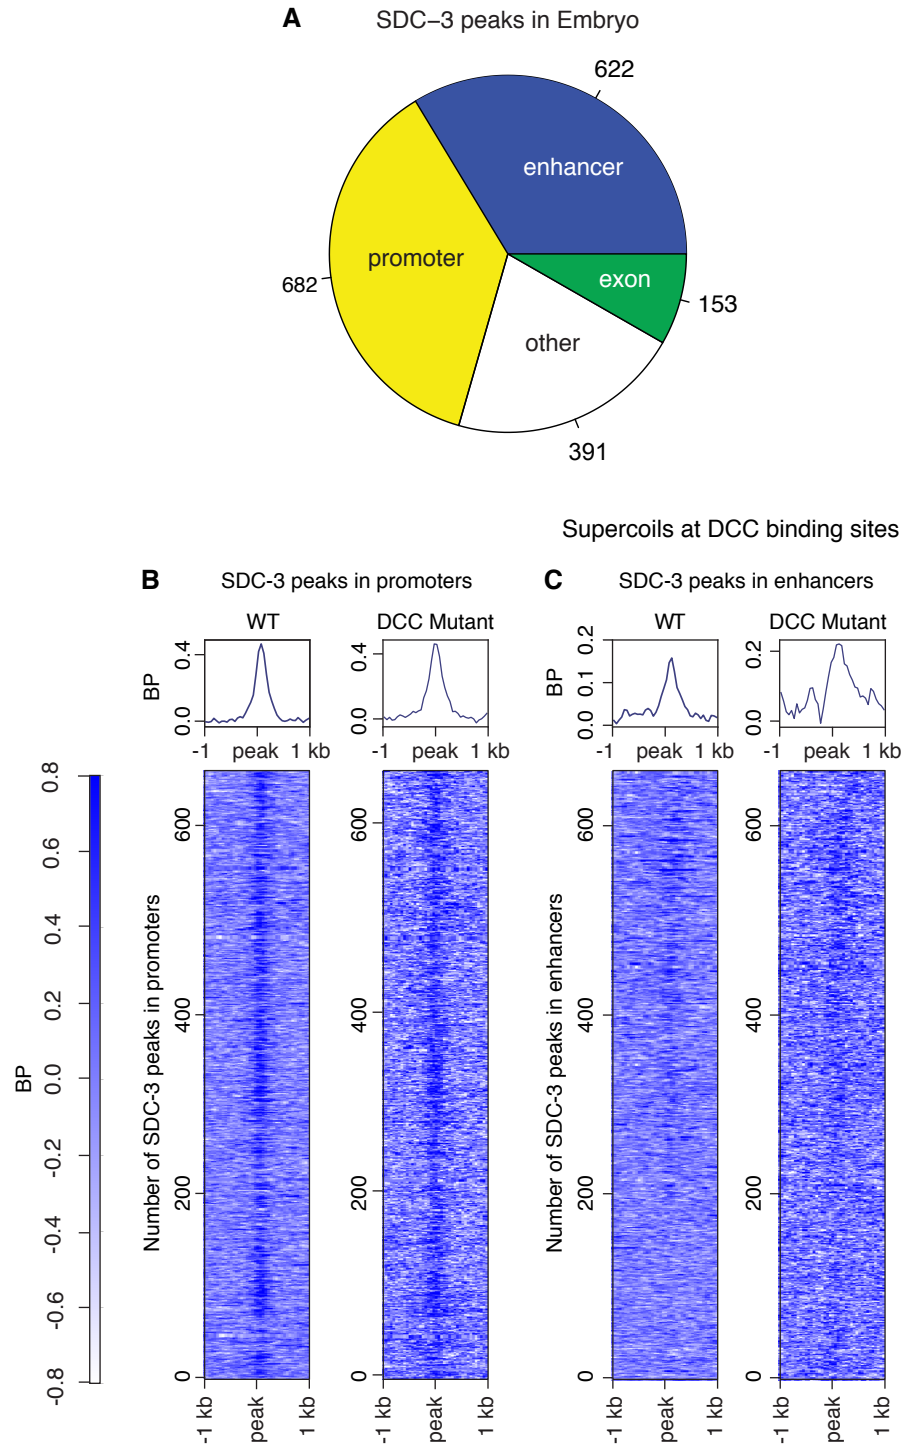 A SDC–3 peaks in Embryo
622
enhancer
promoter
682
exon
153
other
391
Supercoils at DCC binding sites
B SDC-3 peaks in promoters
WT
DCC Mutant
BP
0.4
0.0
-1 peak 1 kb
0.4
0.0
-1 peak 1 kb
C SDC-3 peaks in enhancers
WT
DCC Mutant
BP
0.2
0.1
0.0
-1 peak 1 kb
0.2
0.0
-1 peak 1 kb
BP
0.8
0.6
0.4
0.2
0.0
-0.2
-0.4
-0.6
-0.8
Number of SDC-3 peaks in promoters
600
400
200
0
-1 kb peak 1 kb
600
400
200
0
-1 kb peak 1 kb
Number of SDC-3 peaks in enhancers
600
400
200
0
-1 kb peak 1 kb
600
400
200
0
-1 kb peak 1 kb